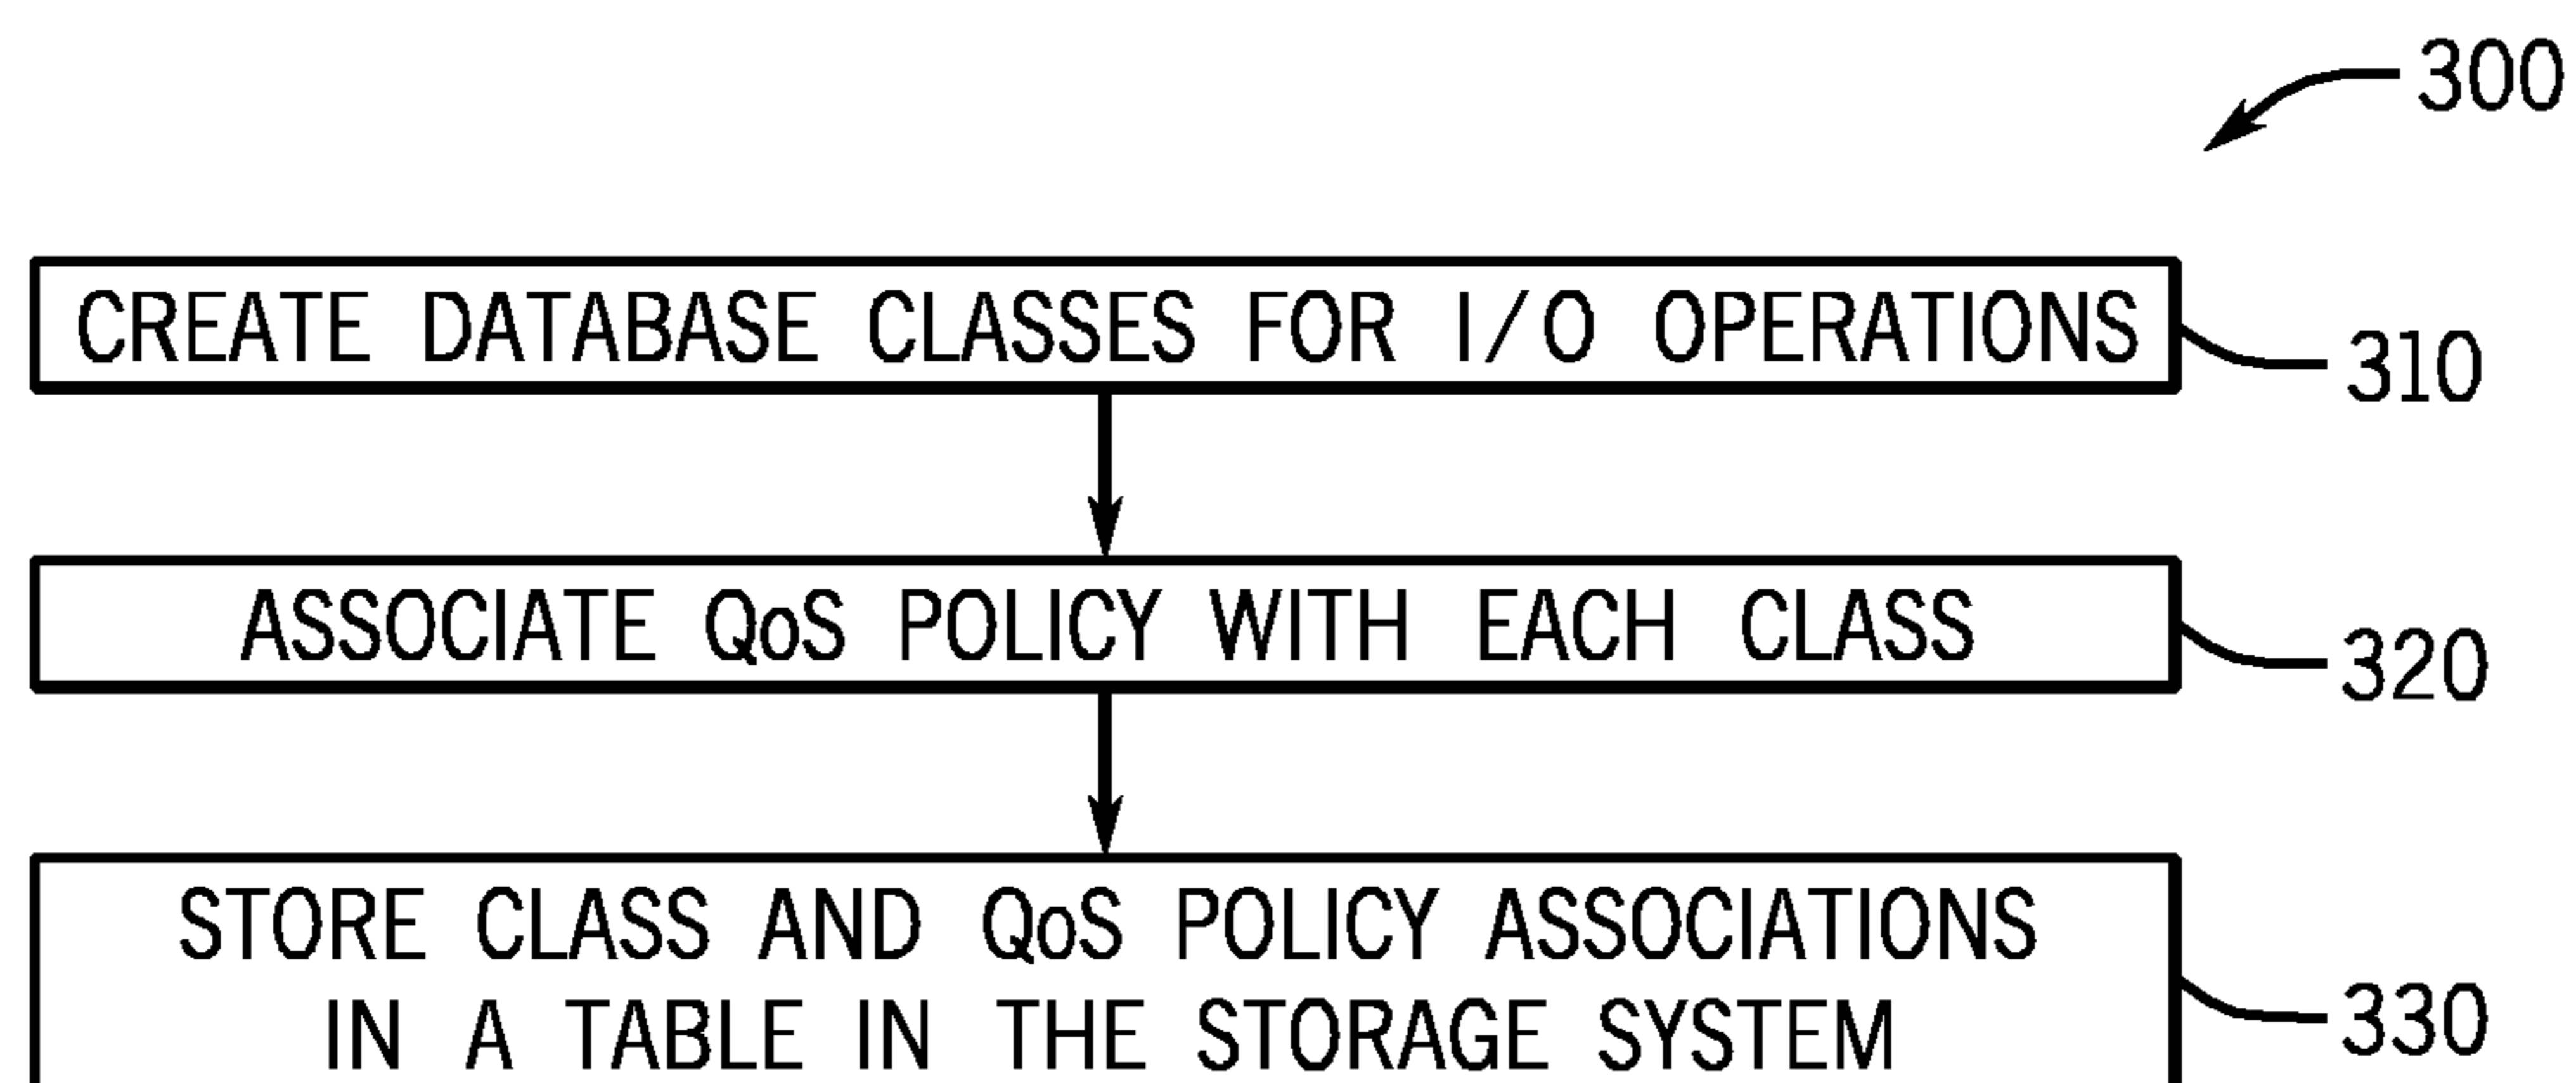 300
CREATE DATABASE CLASSES FOR I/O OPERATIONS
310
ASSOCIATE QoS POLICY WITH EACH CLASS
320
STORE CLASS AND QoS POLICY ASSOCIATIONS
IN A TABLE IN THE STORAGE SYSTEM
330